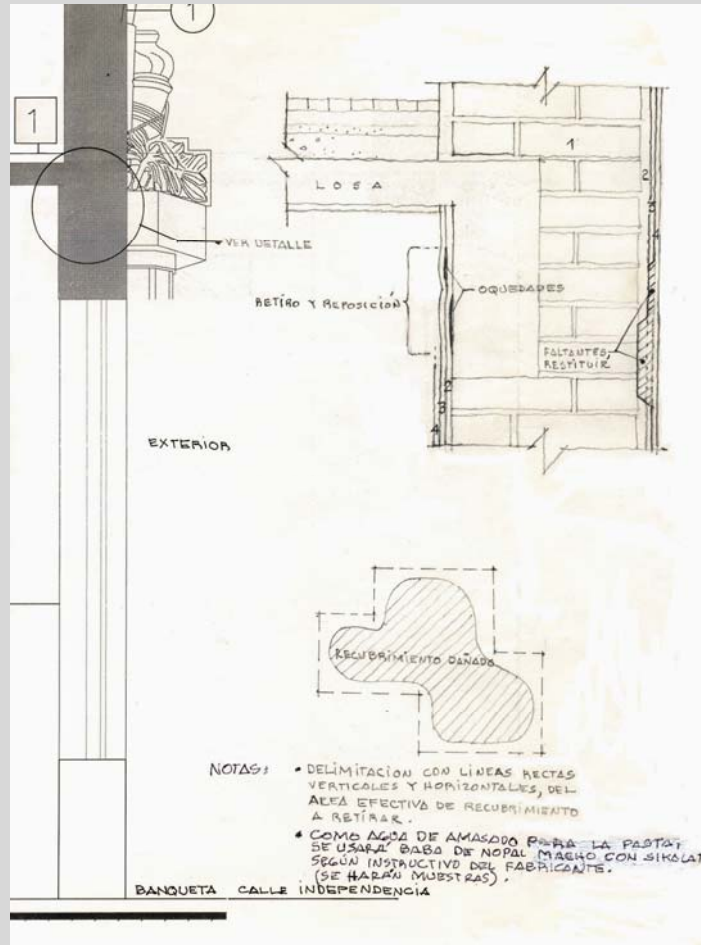 1
1
VER DETALLE
EXTERIOR
LOSA
1
2
3
4
RETIRO Y REPOSICIÓN
OQUEDADES
FALTANTES,
RESTITUIR
2
3
4
RECUBRIMIENTO DAÑADO
NOTAS:
• DELIMITACION CON LINEAS RECTAS
VERTICALES Y HORIZONTALES, DEL
AREA EFECTIVA DE RECUBRIMIENTO
A RETIRAR.
• COMO AGUA DE AMASADO PARA LA PASTA,
SE USARÁ BABA DE NOPAL MACHO CON SIKALAT
SEGÚN INSTRUCTIVO DEL FABRICANTE.
(SE HARÁN MUESTRAS).
BANQUETA CALLE INDEPENDENCIA